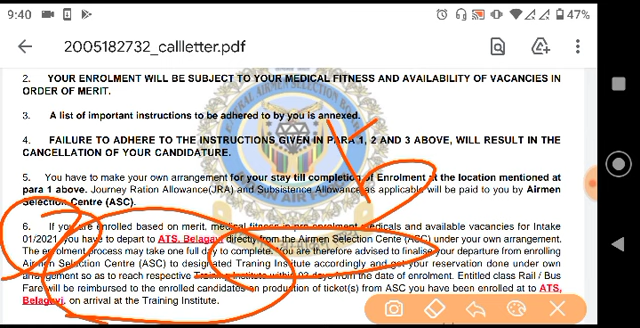 9:40
47%
2005182732_callletter.pdf
2. YOUR ENROLMENT WILL BE SUBJECT TO YOUR MEDICAL FITNESS AND AVAILABILITY OF VACANCIES IN
ORDER OF MERIT.
3. A list of important instructions to be adhered to by you is annexed.
4. FAILURE TO ADHERE TO THE INSTRUCTIONS GIVEN IN PARA 1, 2 AND 3 ABOVE, WILL RESULT IN THE
CANCELLATION OF YOUR CANDIDATURE.
5. You have to make your own arrangement for your stay till completion of Enrolment at the location mentioned at
para 1 above. Journey Ration Allowance(JRA) and Subsistence Allowance as applicable will be paid to you by Airmen
Selection Centre (ASC).
6. If you are enrolled based on merit, medical fitness in pre enrolment medicals and available vacancies for Intake
01/2021, you have to depart to ATS, Belagavi directly from the Airmen Selection Cente (ASC) under your own arrangement.
The enrolment process may take one full day to complete. You are therefore advised to finalise your departure from enrolling
Airmen Selection Centre (ASC) to designated Traning Institute accordingly and get your reservation done under own
arrangement so as to reach respective Training Institute within 03 days from the date of enrolment. Entitled class Rail / Bus
Fare will be reimbursed to the enrolled candidates on production of ticket(s) from ASC you have been enrolled at to ATS,
Belagavi, on arrival at the Training Institute.